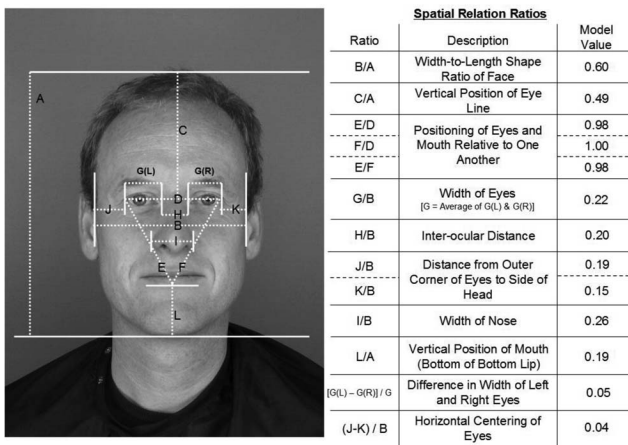 A
C
G(L) G(R)
D
J H K
B
I
E F
L
Spatial Relation Ratios
Ratio Description Model
Value
B/A Width-to-Length Shape
Ratio of Face 0.60
C/A Vertical Position of Eye
Line 0.49
E/D 0.98
F/D Positioning of Eyes and
Mouth Relative to One
Another 1.00
E/F 0.98
G/B Width of Eyes
[G = Average of G(L) & G(R)] 0.22
H/B Inter-ocular Distance 0.20
J/B Distance from Outer
Corner of Eyes to Side of
Head 0.19
K/B 0.15
I/B Width of Nose 0.26
L/A Vertical Position of Mouth
(Bottom of Bottom Lip) 0.19
[G(L) – G(R)] / G Difference in Width of Left
and Right Eyes 0.05
(J-K) / B Horizontal Centering of
Eyes 0.04